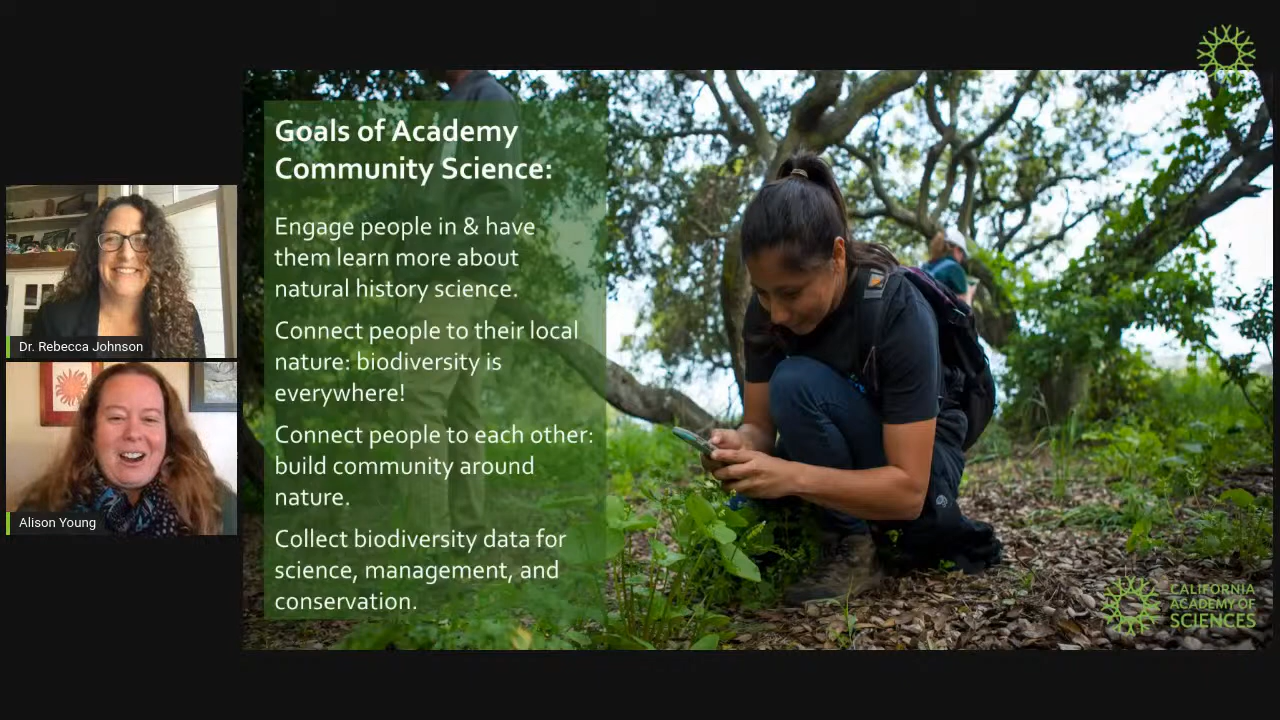 Goals of Academy
Community Science:
Engage people in & have
them learn more about
natural history science.
Connect people to their local
nature: biodiversity is
everywhere!
Connect people to each other:
build community around
nature.
Collect biodiversity data for
science, management, and
conservation.
Dr. Rebecca Johnson
Alison Young
CALIFORNIA
ACADEMY OF
SCIENCES